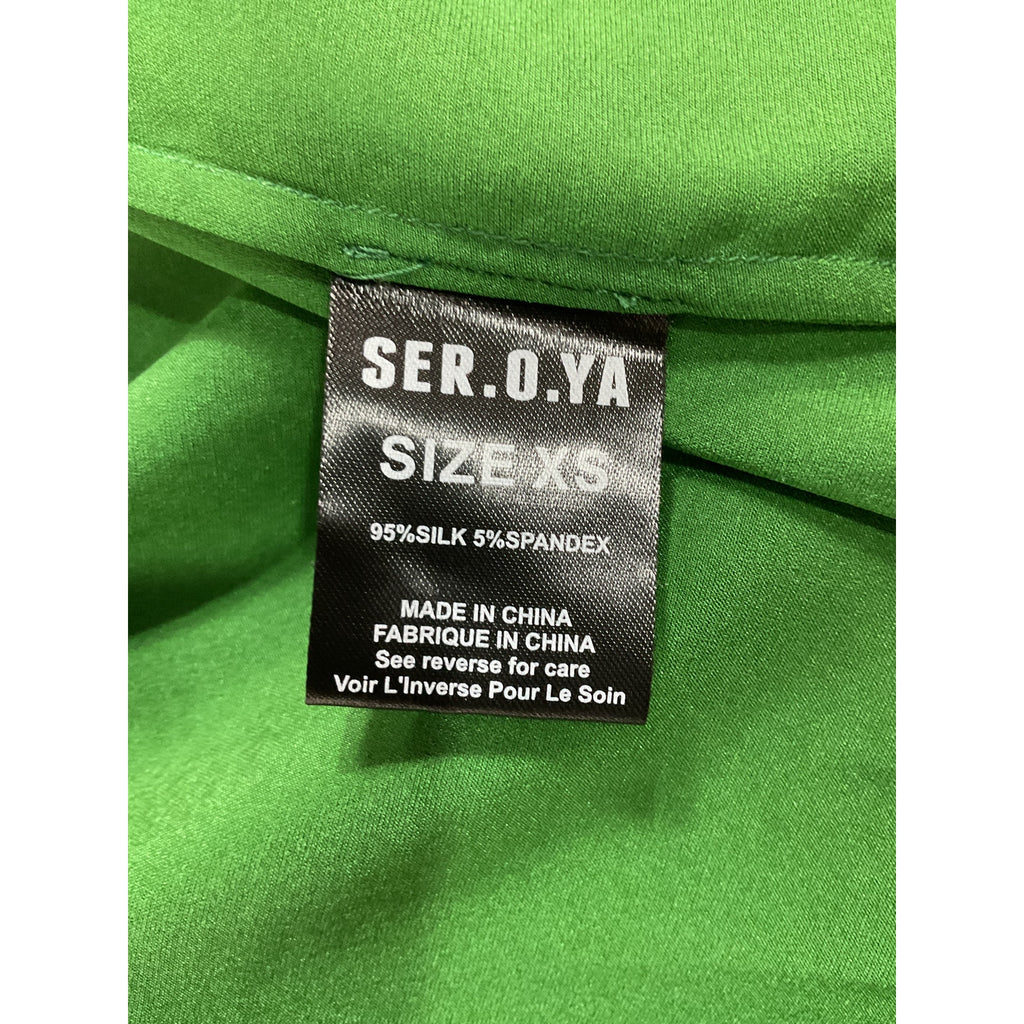 SER.O.YA
SIZE XS
95%SILK 5%SPANDEX
MADE IN CHINA
FABRIQUE IN CHINA
See reverse for care
Voir L'Inverse Pour Le Soin